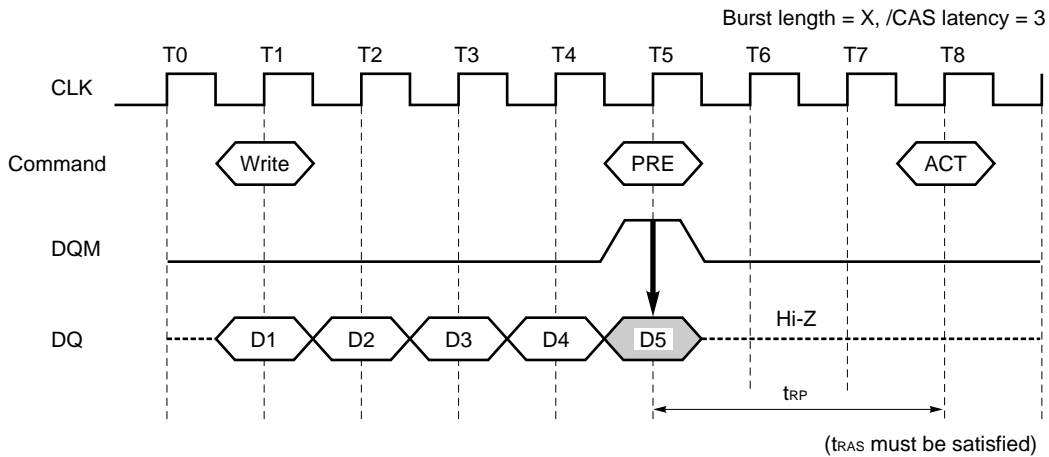 Burst length = X, /CAS latency = 3
T0 T1 T2 T3 T4 T5 T6 T7 T8
CLK
Command Write PRE ACT
DQM
DQ D1 D2 D3 D4 D5 Hi-Z
tRP
(tRAS must be satisfied)